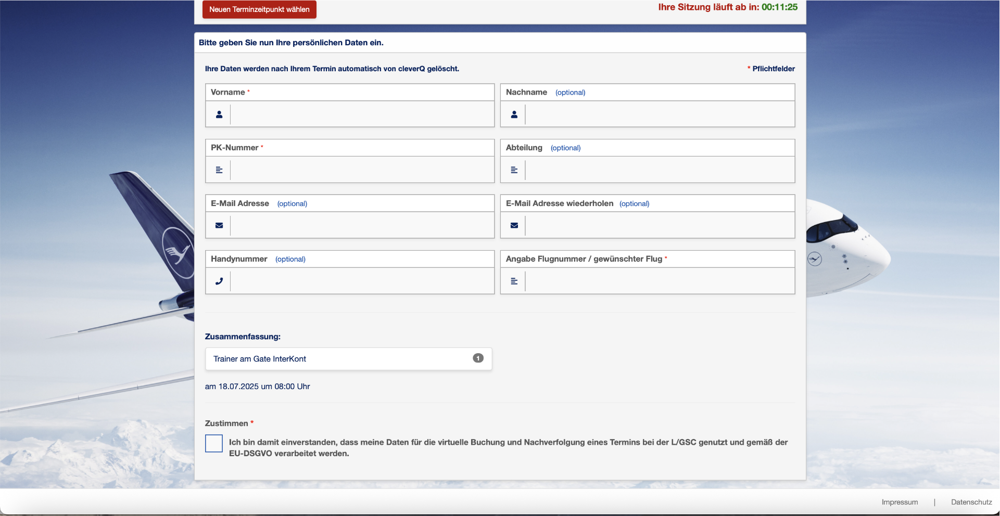 Neuen Terminzeitpunkt wählen
Ihre Sitzung läuft ab in: 00:11:25
Bitte geben Sie nun Ihre persönlichen Daten ein.
Ihre Daten werden nach Ihrem Termin automatisch von cleverQ gelöscht.
* Pflichtfelder
Vorname *
Nachname (optional)
PK-Nummer *
Abteilung (optional)
E-Mail Adresse (optional)
E-Mail Adresse wiederholen (optional)
Handynummer (optional)
Angabe Flugnummer / gewünschter Flug *
Zusammenfassung:
Trainer am Gate InterKont 1
am 18.07.2025 um 08:00 Uhr
Zustimmen *
Ich bin damit einverstanden, dass meine Daten für die virtuelle Buchung und Nachverfolgung eines Termins bei der L/GSC genutzt und gemäß der
EU-DSGVO verarbeitet werden.
Impressum | Datenschutz